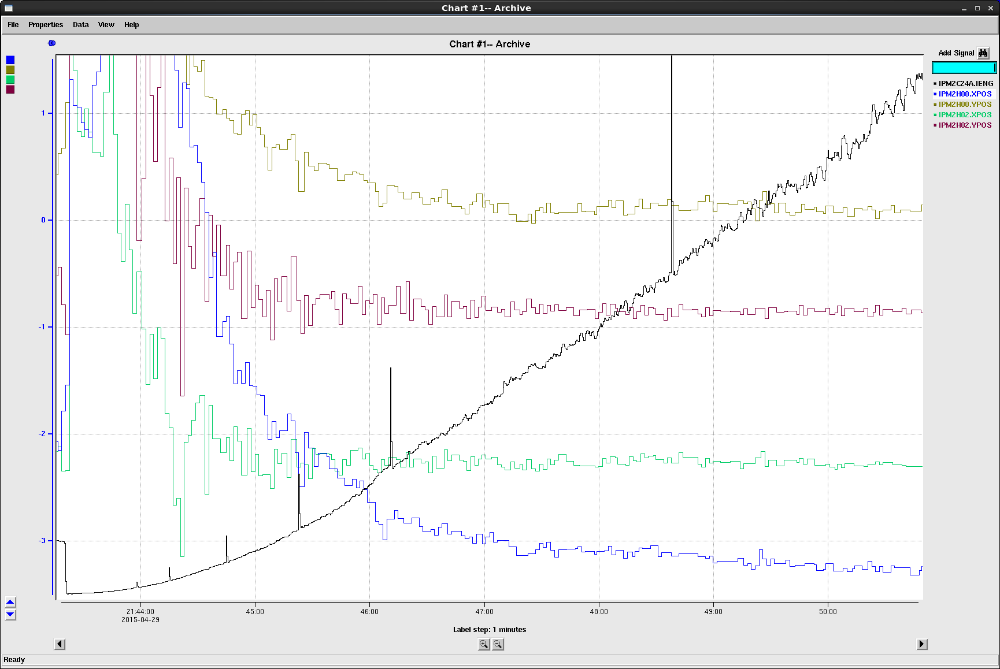 Chart #1-- Archive
File Properties Data View Help
Chart #1-- Archive
Add Signal
IPM2C24A.IENG
IPM2H00.XPOS
IPM2H00.YPOS
IPM2H02.XPOS
IPM2H02.YPOS
1
0
-1
-2
-3
21:44:00 45:00 46:00 47:00 48:00 49:00 50:00
2015-04-29
Label step: 1 minutes
Ready